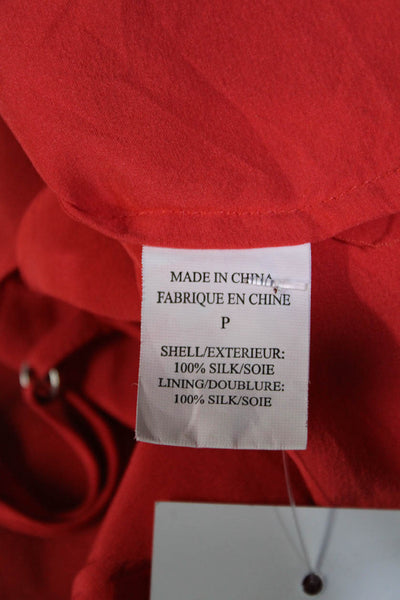 MADE IN CHINA
FABRIQUE EN CHINE
P
SHELL/EXTERIEUR:
100% SILK/SOIE
LINING/DOUBLURE:
100% SILK/SOIE